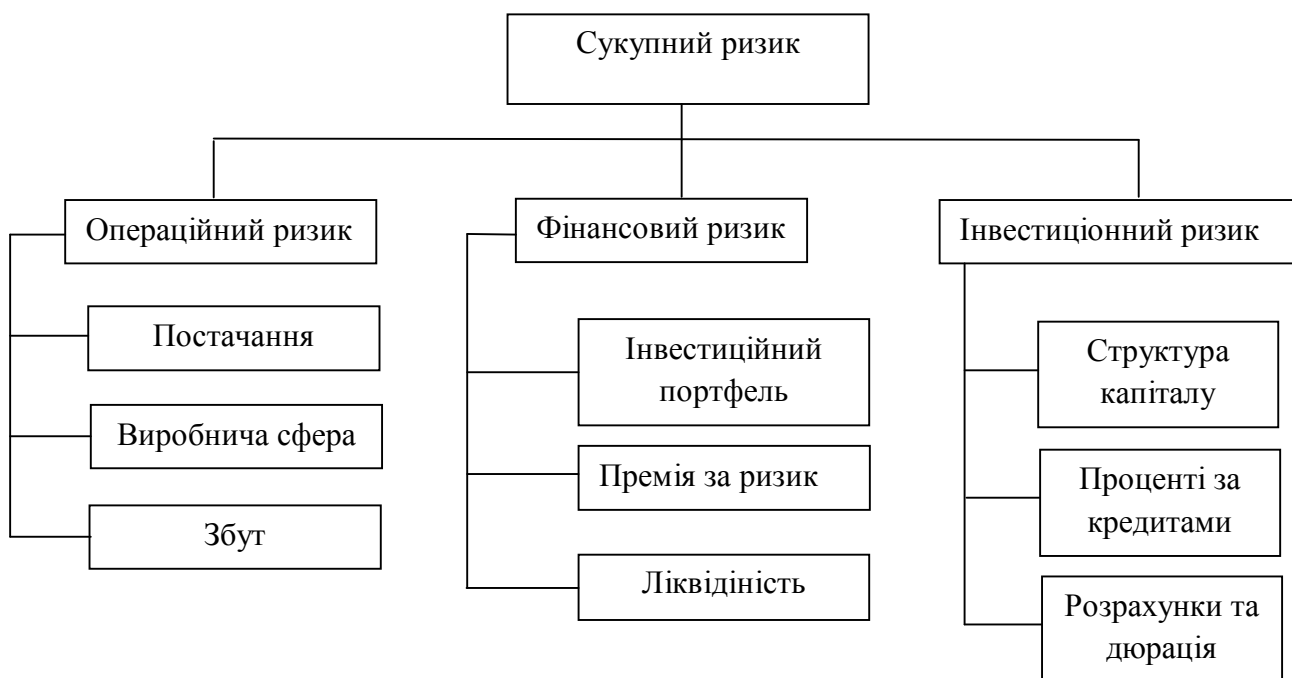 Сукупний ризик
Операційний ризик
Фінансовий ризик
Інвестиціонний ризик
Постачання
Виробнича сфера
Збут
Інвестиційний
портфель
Премія за ризик
Ліквідіність
Структура
капіталу
Проценті за
кредитами
Розрахунки та
дюрація